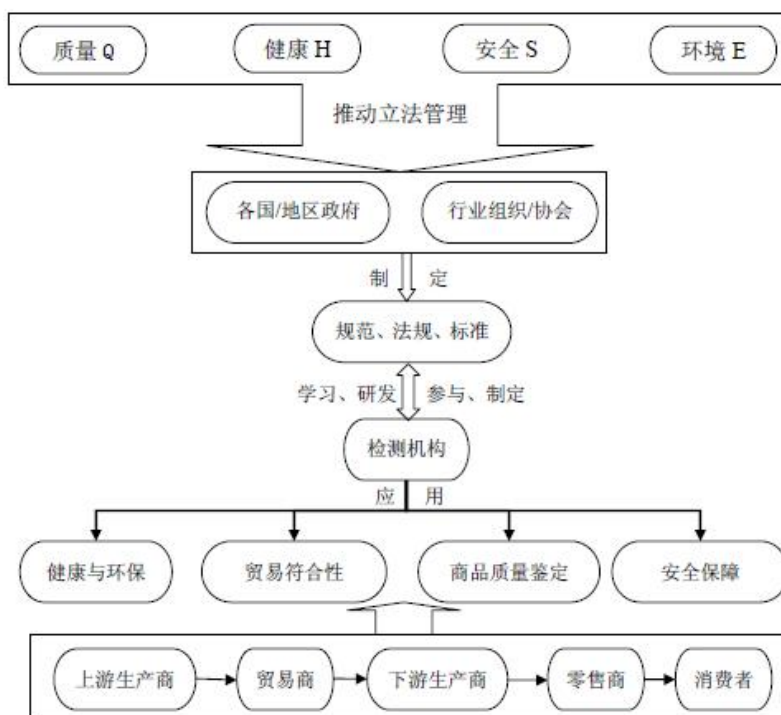 质量 Q 健康 H 安全 S 环境 E
推动立法管理
各国/地区政府 行业组织/协会
制 定
规范、法规、标准
学习、研发 参与、制定
检测机构
应 用
健康与环保 贸易符合性 商品质量鉴定 安全保障
上游生产商 贸易商 下游生产商 零售商 消费者